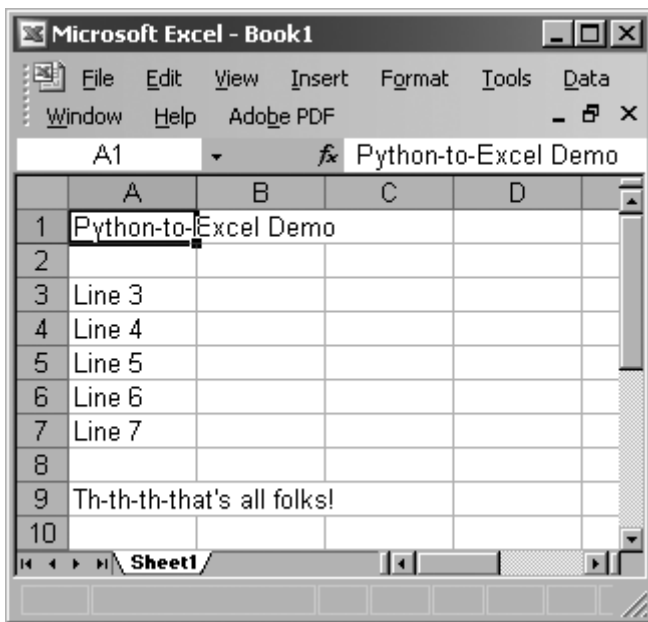 Microsoft Excel - Book1
File Edit View Insert Format Tools Data
Window Help Adobe PDF
A1 fx Python-to-Excel Demo
A B C D
1 Python-to-Excel Demo
2
3 Line 3
4 Line 4
5 Line 5
6 Line 6
7 Line 7
8
9 Th-th-th-that's all folks!
10
Sheet1